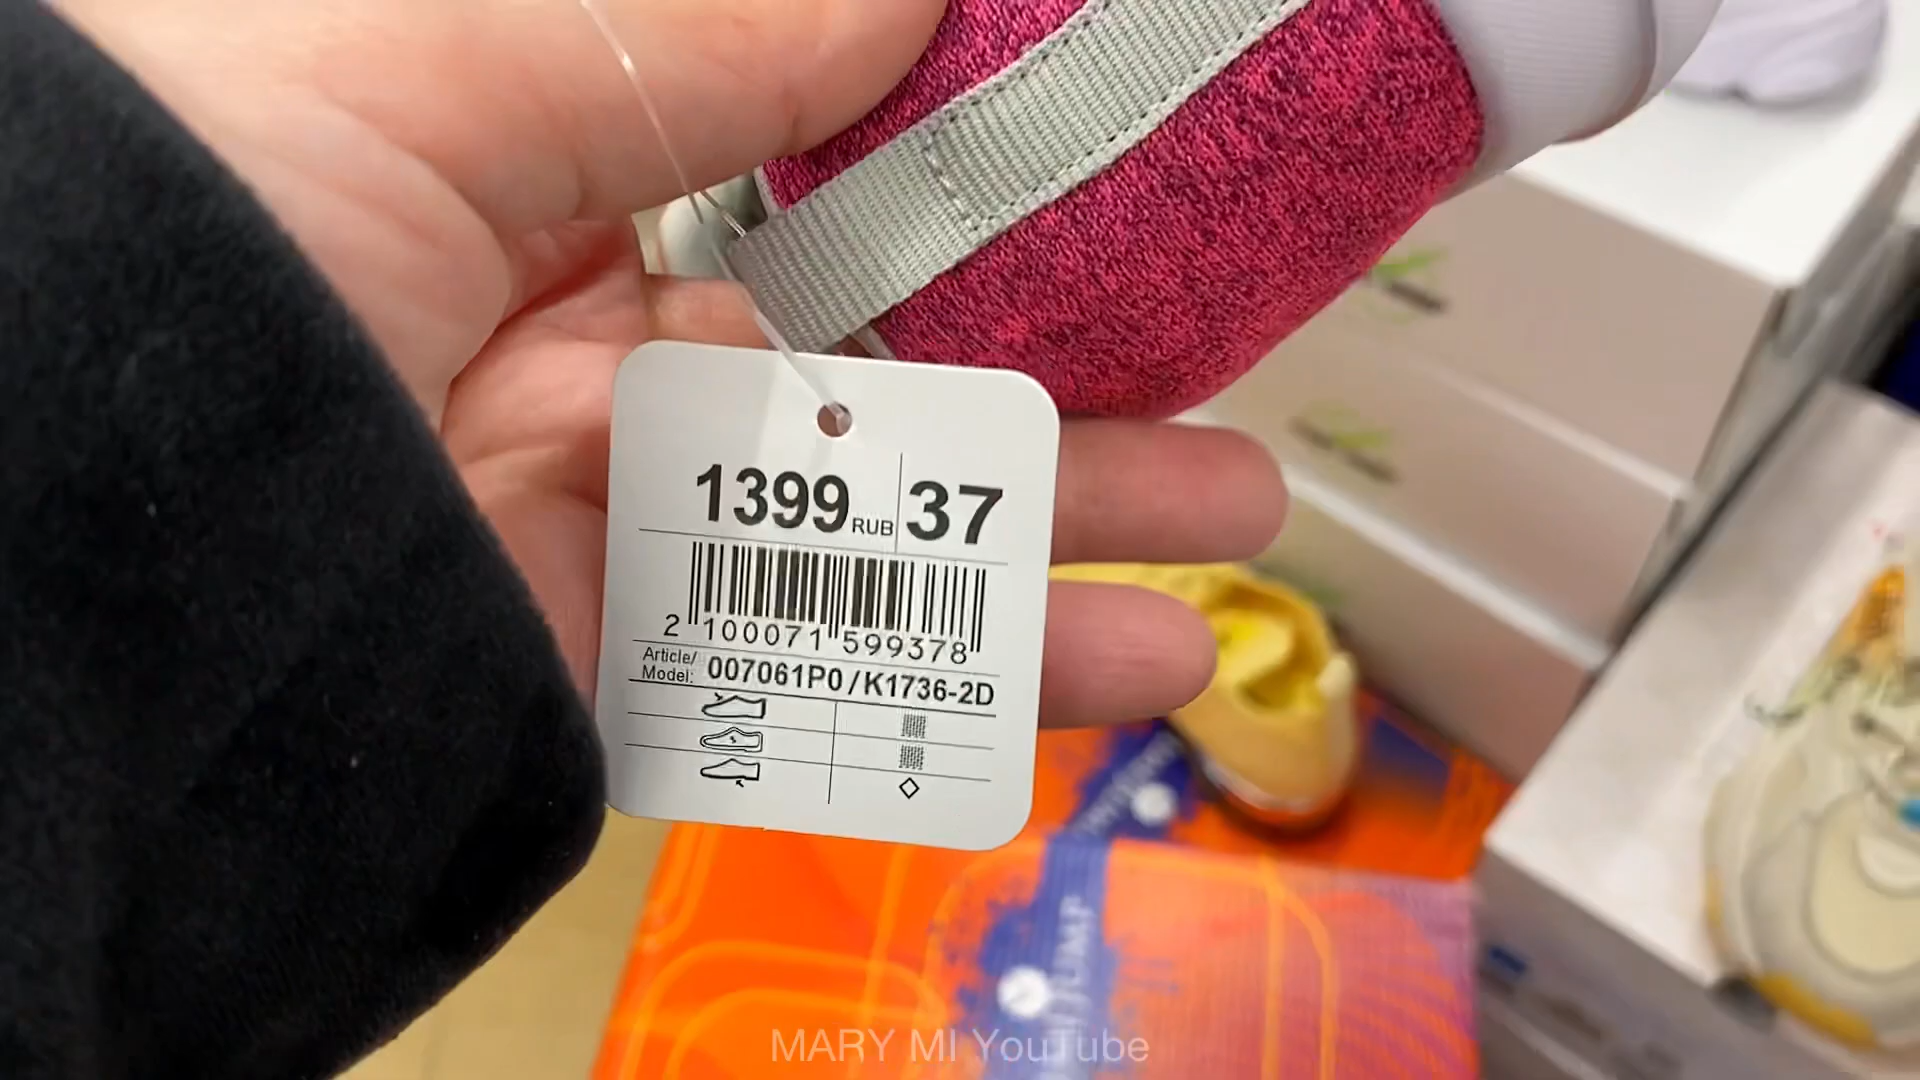 1399 RUB 37
2 100071 599378
Article/
Model: 007061P0/K1736-2D
MARY MI YouTube